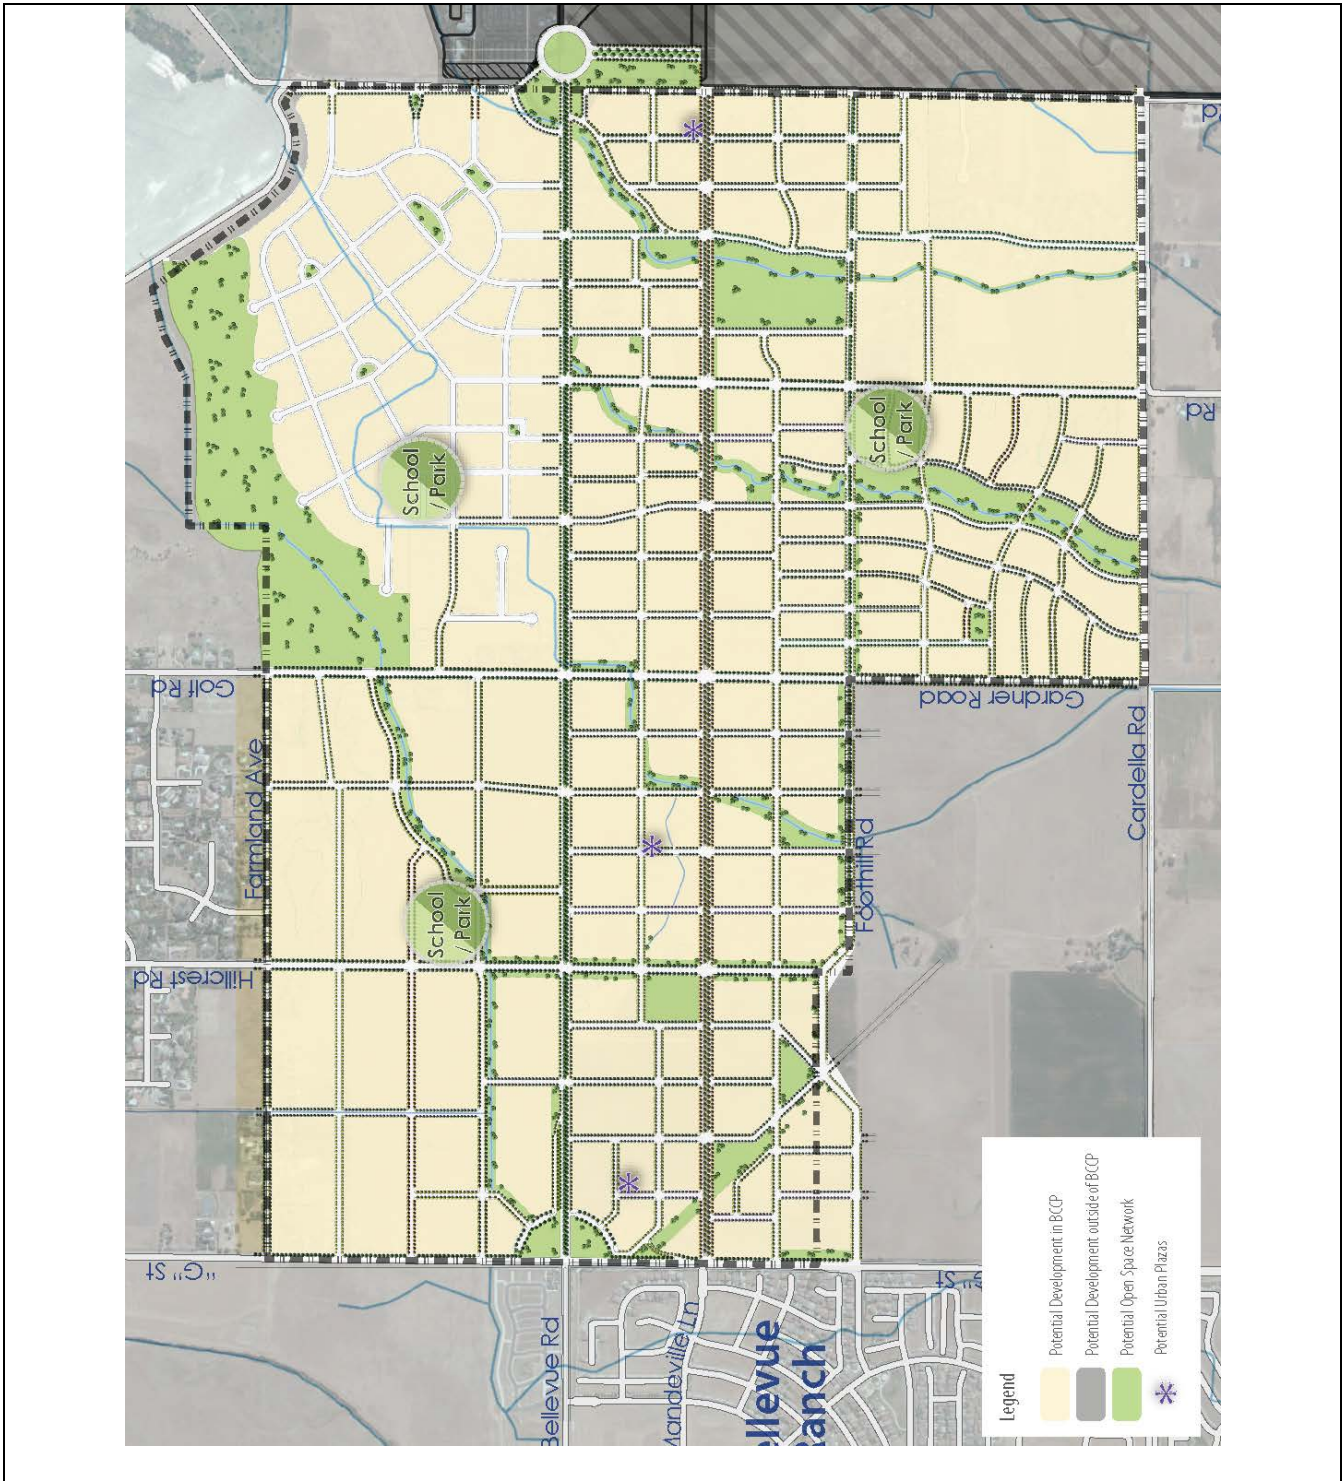 School
/ Park
School
/ Park
School
/ Park
Golf Rd
Farmland Ave
Hillcrest Rd
"G" St
Rd
Rd
Gardner Road
Cardella Rd
Foothill Rd
Bellevue Rd
Mandeville Ln
ellevue
Ranch
" St
Legend
Potential Development in BCCP
Potential Development outside of BCCP
Potential Open Space Network
Potential Urban Plazas